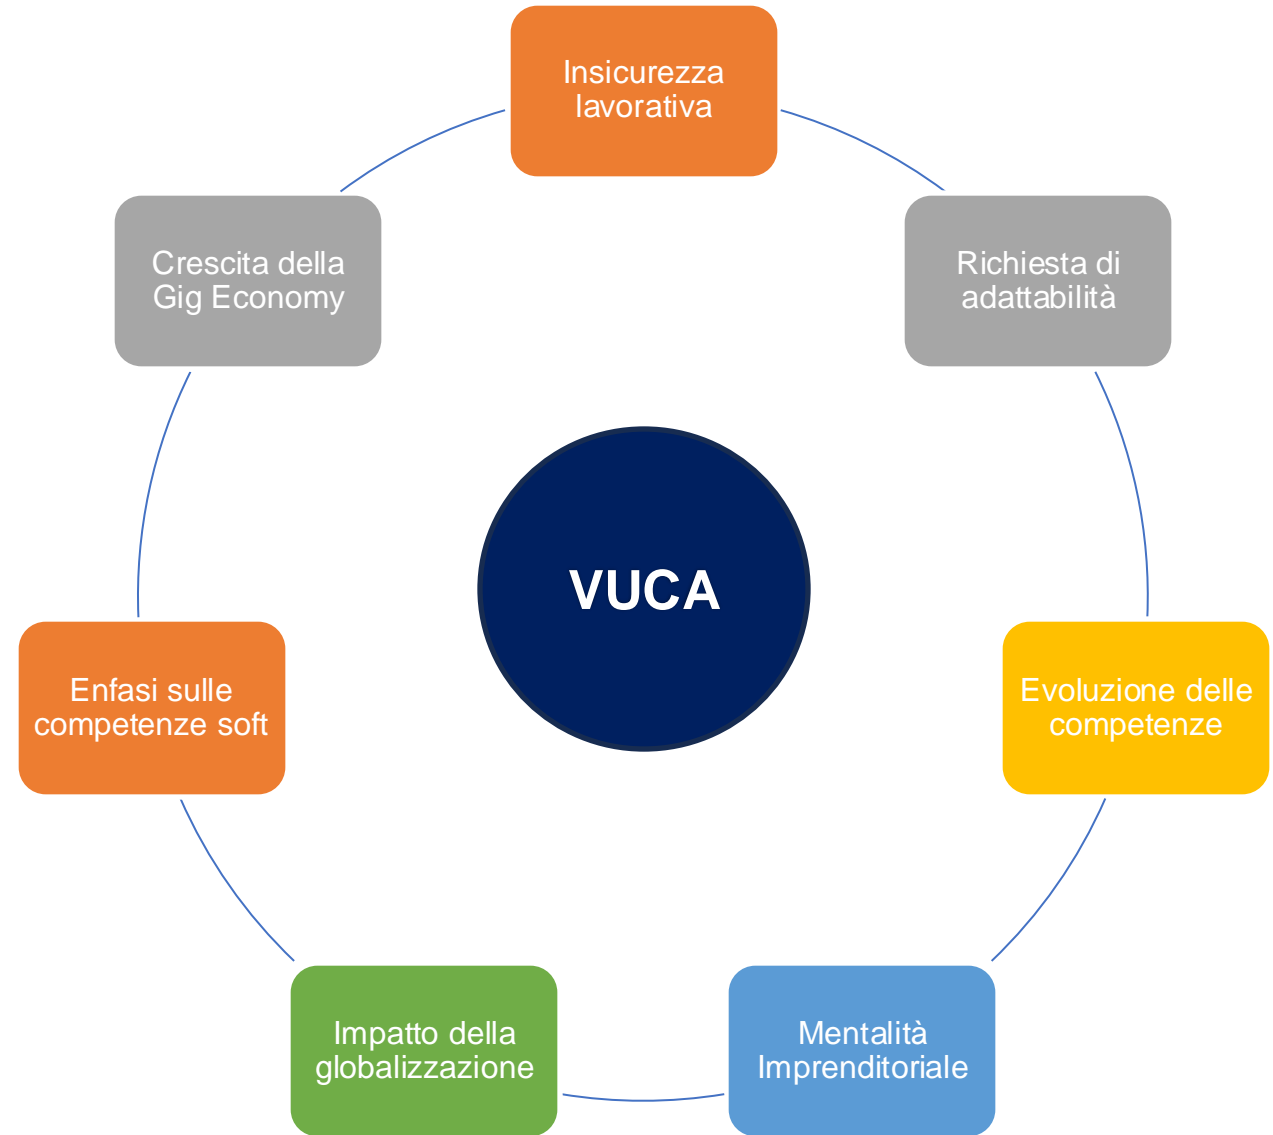 Insicurezza
lavorativa
Richiesta di
adattabilità
Evoluzione delle
competenze
Mentalità
Imprenditoriale
Impatto della
globalizzazione
Enfasi sulle
competenze soft
Crescita della
Gig Economy
VUCA